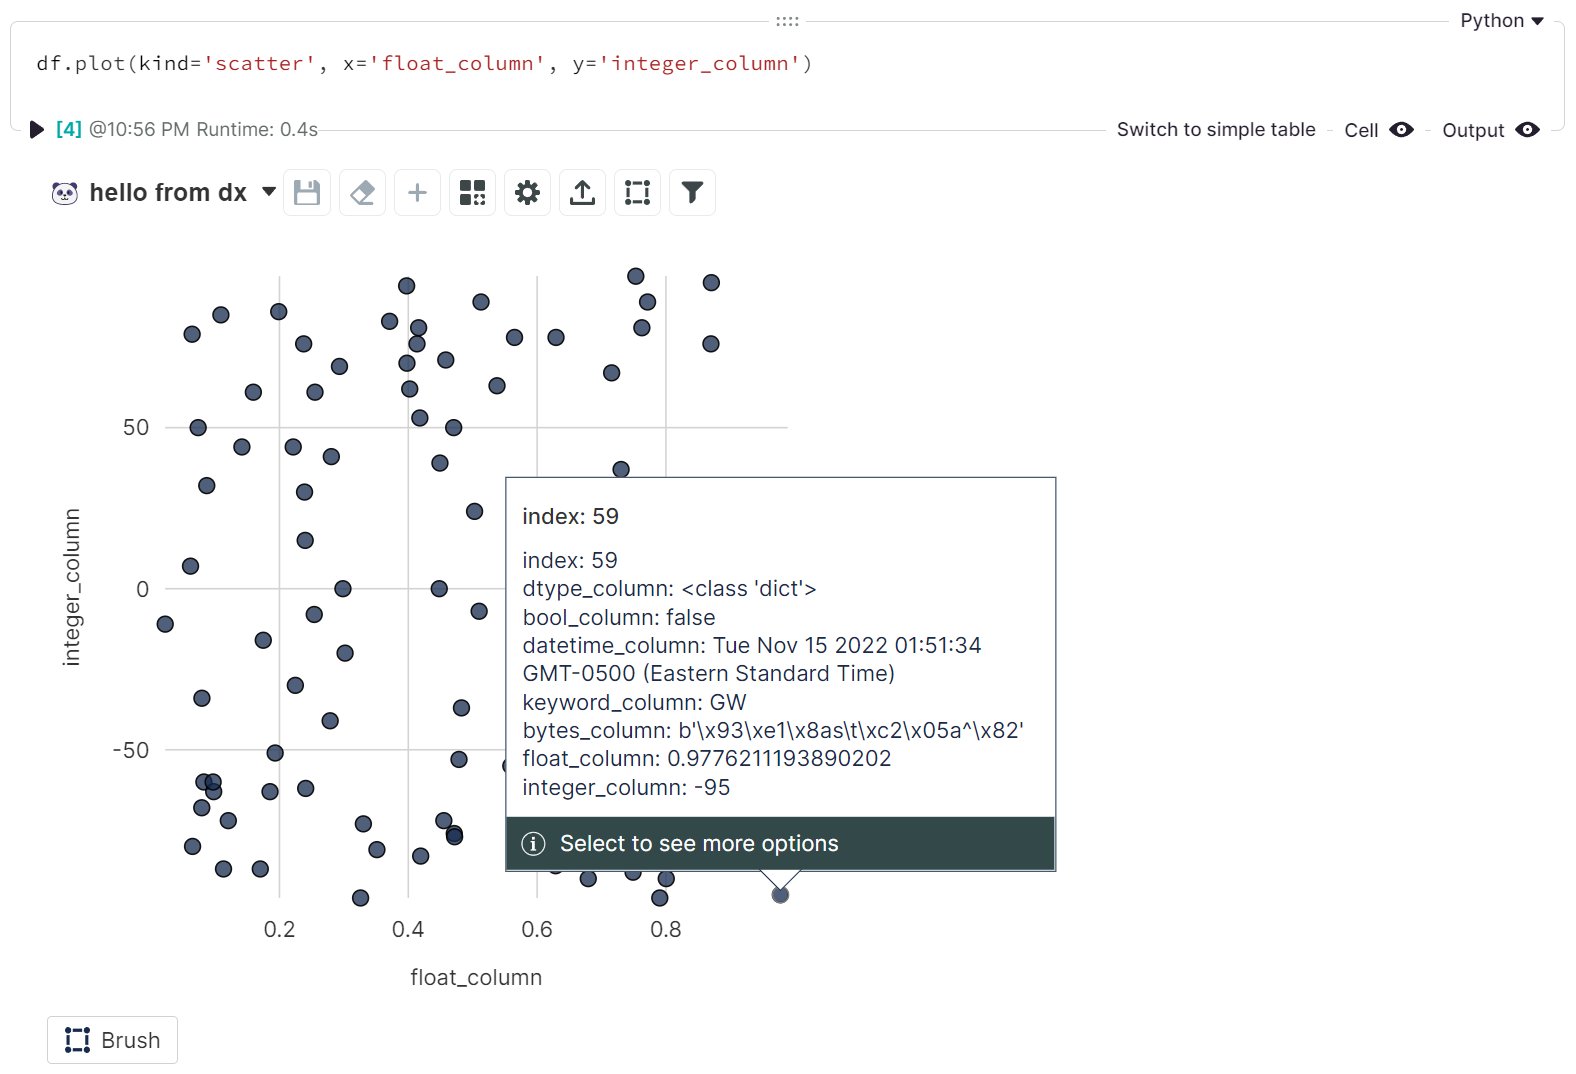 Python
df.plot(kind='scatter', x='float_column', y='integer_column')
[4] @10:56 PM Runtime: 0.4s
Switch to simple table
Cell
Output
hello from dx
50
0
-50
integer_column
index: 59
index: 59
dtype_column: <class 'dict'>
bool_column: false
datetime_column: Tue Nov 15 2022 01:51:34
GMT-0500 (Eastern Standard Time)
keyword_column: GW
bytes_column: b'\x93\xe1\x8as\t\xc2\x05a^\x82'
float_column: 0.9776211193890202
integer_column: -95
Select to see more options
0.2
0.4
0.6
0.8
float_column
Brush